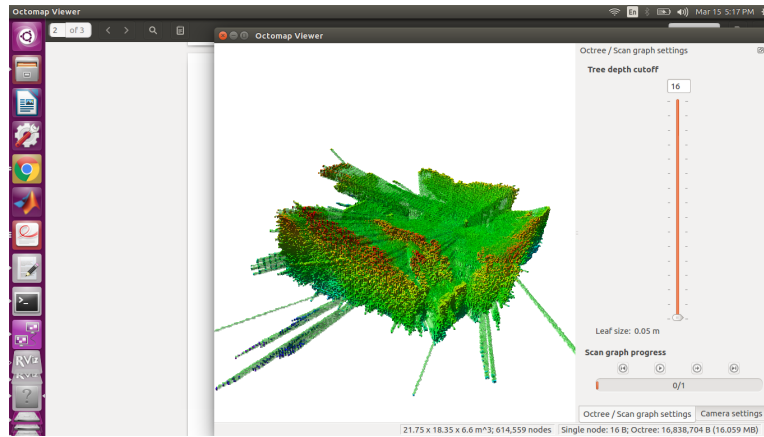 Octomap Viewer
En
Mar 15 5:17 PM
2 of 3
Octomap Viewer
Octree / Scan graph settings
Tree depth cutoff
16
Leaf size: 0.05 m
Scan graph progress
0/1
Octree / Scan graph settings Camera settings
21.75 x 18.35 x 6.6 m^3; 614,559 nodes Single node: 16 B; Octree: 16,838,704 B (16.059 MB)
RViz